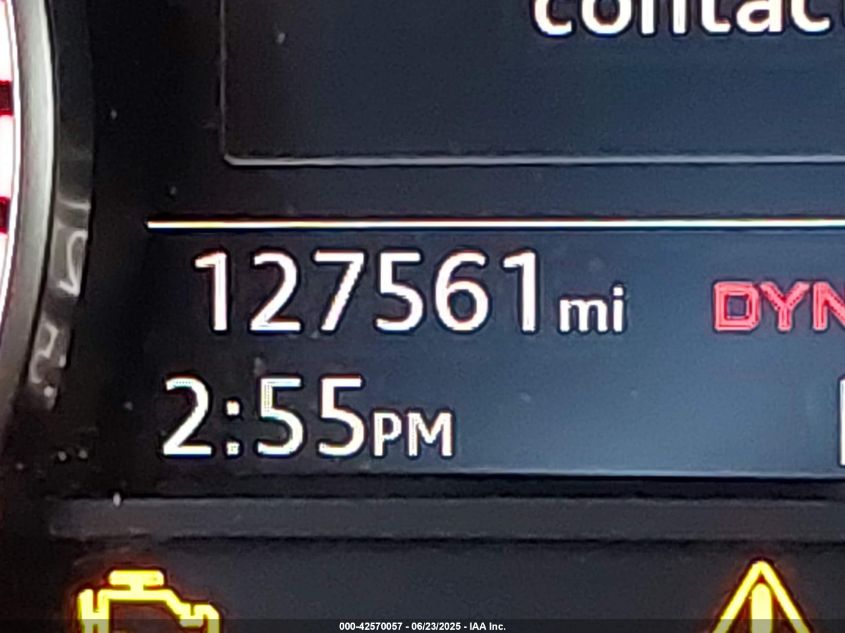 contac
127561 mi DYN
2:55PM
000-42570057 - 06/23/2025 - IAA Inc.